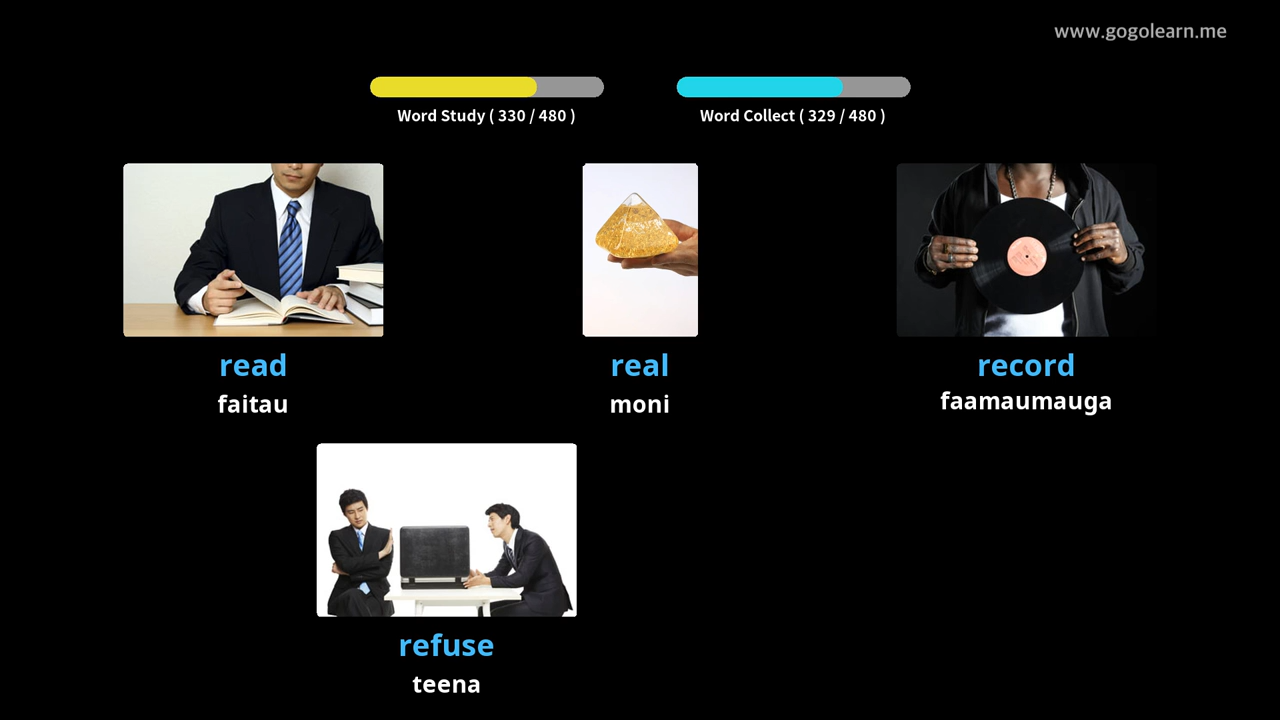 www.gogolearn.me
Word Study ( 330 / 480 )
Word Collect ( 329 / 480 )
read
faitau
real
moni
record
faamaumauga
refuse
teena